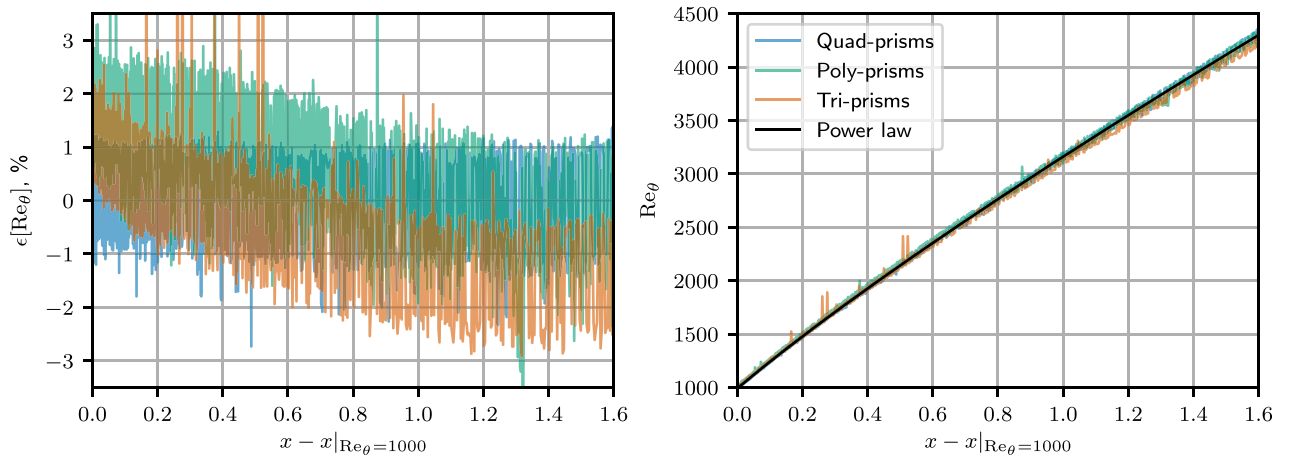 3
2
1
0
−1
−2
−3
ϵ[Re_θ], %
0.0 0.2 0.4 0.6 0.8 1.0 1.2 1.4 1.6
x − x|_{Re_θ=1000}
4500
4000
3500
3000
2500
2000
1500
1000
Re_θ
Quad-prisms
Poly-prisms
Tri-prisms
Power law
0.0 0.2 0.4 0.6 0.8 1.0 1.2 1.4 1.6
x − x|_{Re_θ=1000}